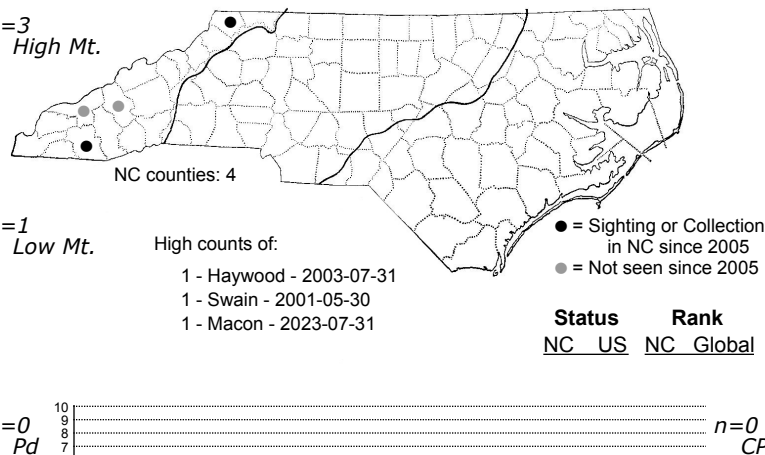 =3
High Mt.
NC counties: 4
=1
Low Mt.
High counts of:
1 - Haywood - 2003-07-31
1 - Swain - 2001-05-30
1 - Macon - 2023-07-31
● = Sighting or Collection
in NC since 2005
● = Not seen since 2005
Status Rank
NC US NC Global
=0
Pd
10
9
8
7
n=0
CP